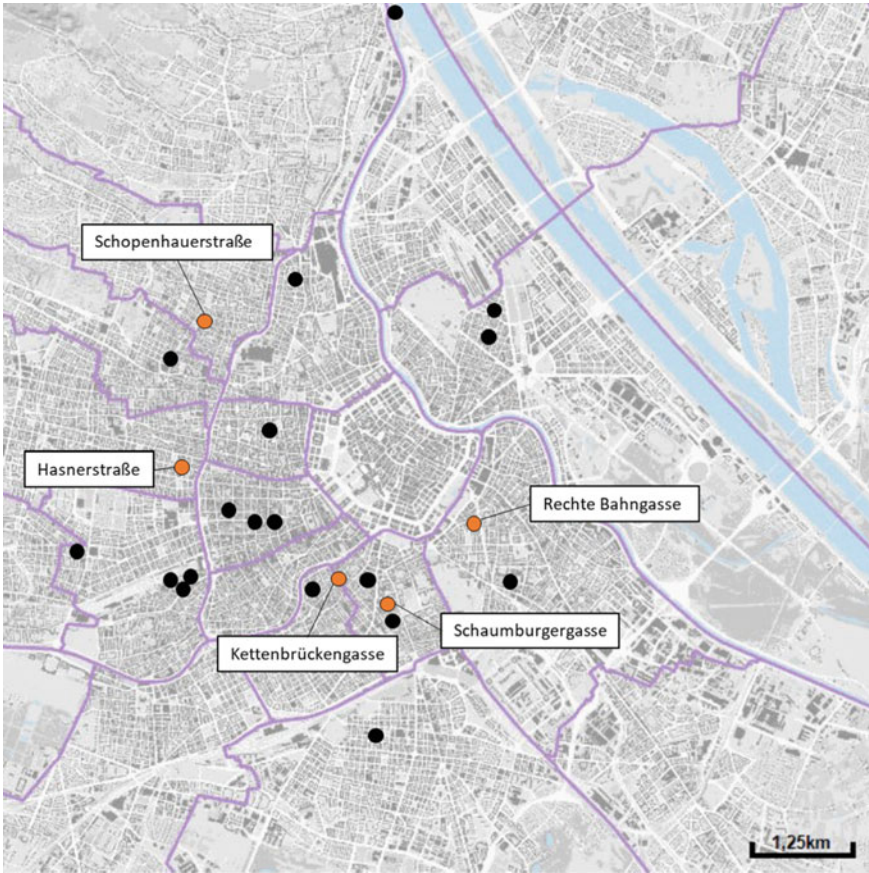 Schopenhauerstraße
Hasnerstraße
Rechte Bahngasse
Schaumburgergasse
Kettenbrückengasse
1,25km